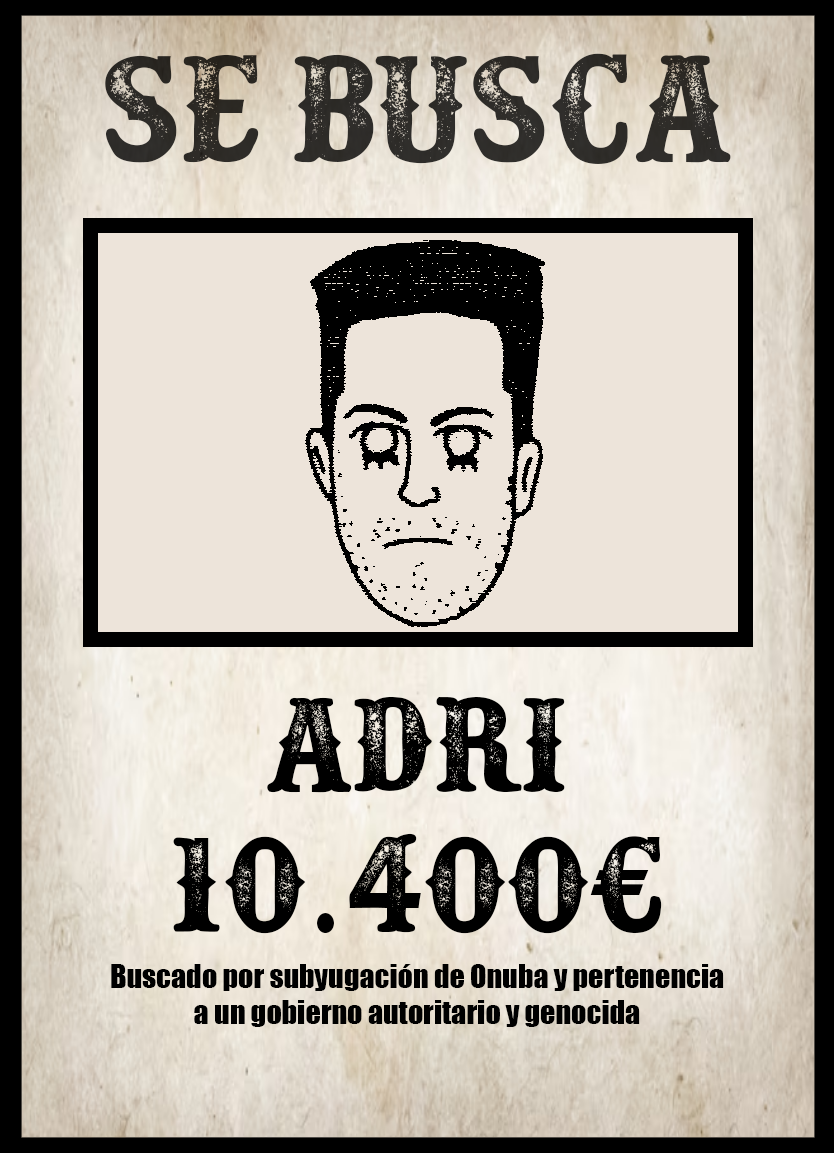 SE BUSCA
ADRI
10.400€
Buscado por subyugación de Onuba y pertenencia
a un gobierno autoritario y genocida